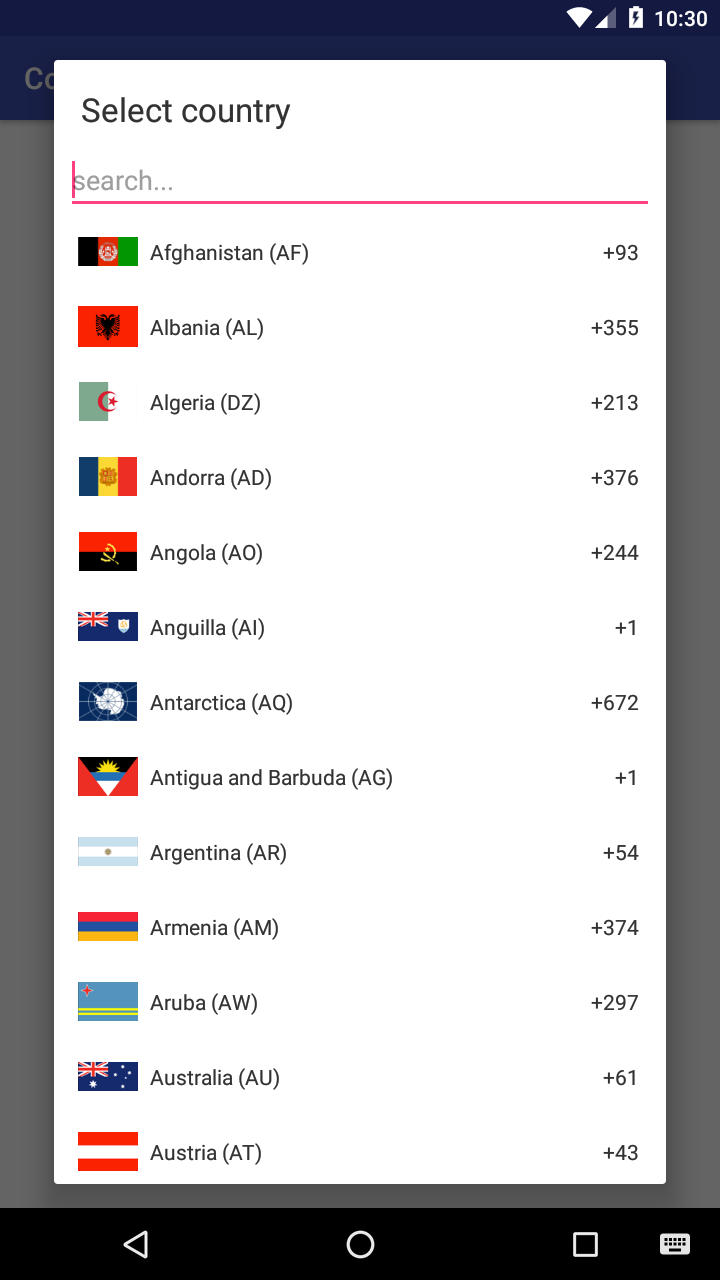 10:30
Co
Select country
search...
Afghanistan (AF) +93
Albania (AL) +355
Algeria (DZ) +213
Andorra (AD) +376
Angola (AO) +244
Anguilla (AI) +1
Antarctica (AQ) +672
Antigua and Barbuda (AG) +1
Argentina (AR) +54
Armenia (AM) +374
Aruba (AW) +297
Australia (AU) +61
Austria (AT) +43